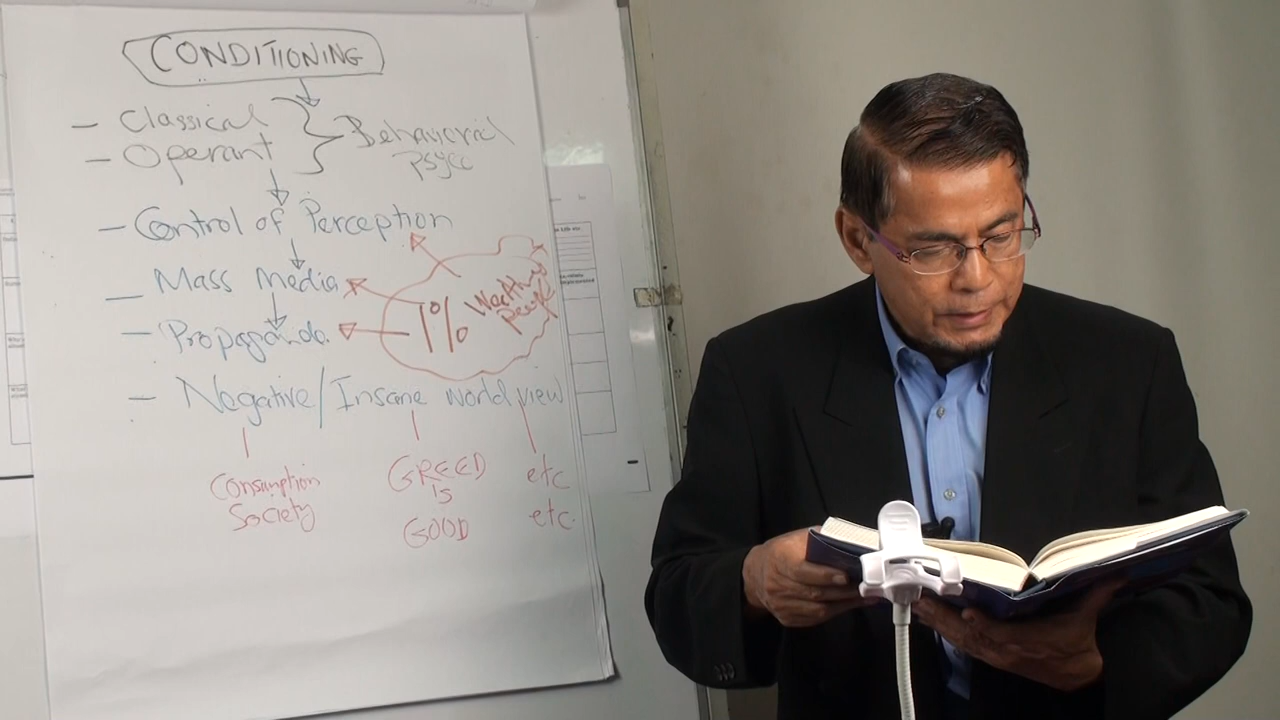 CONDITIONING
- Classical
- Operant
Behavioral
psyco
- Control of Perception
- Mass Media
- Propaganda.
1% Wealthy
people
- Negative/Insane world view
Consumption
Society
GREED
is
GOOD
etc
etc.